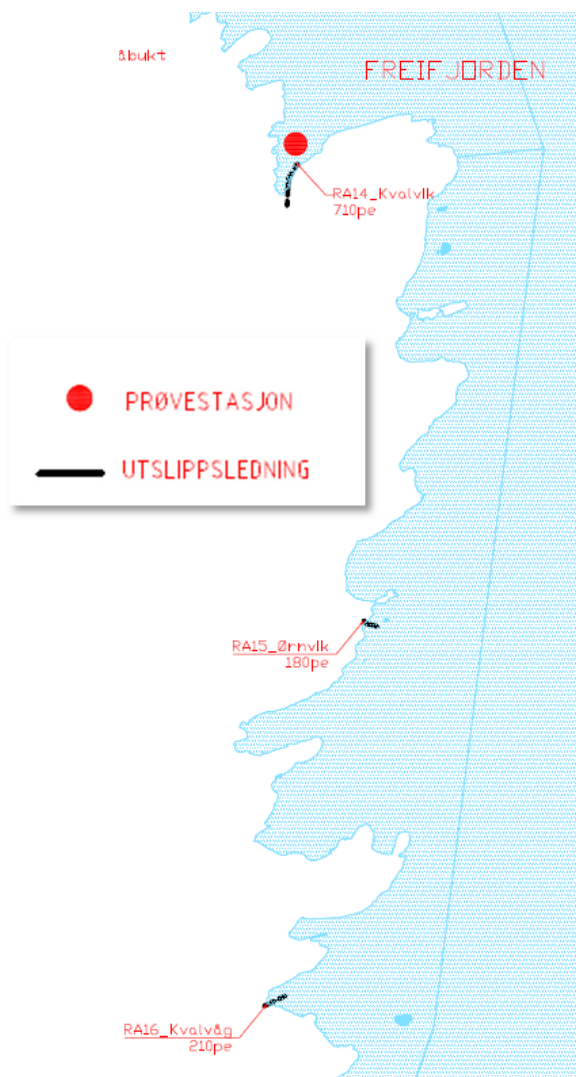 åbukt
FREIFJORDEN
RA14_Kvalvik
710pe
PRØVESTASJON
UTSLIPPSLEDNING
RA15_Ørnvik
180pe
RA16_Kvalvåg
210pe